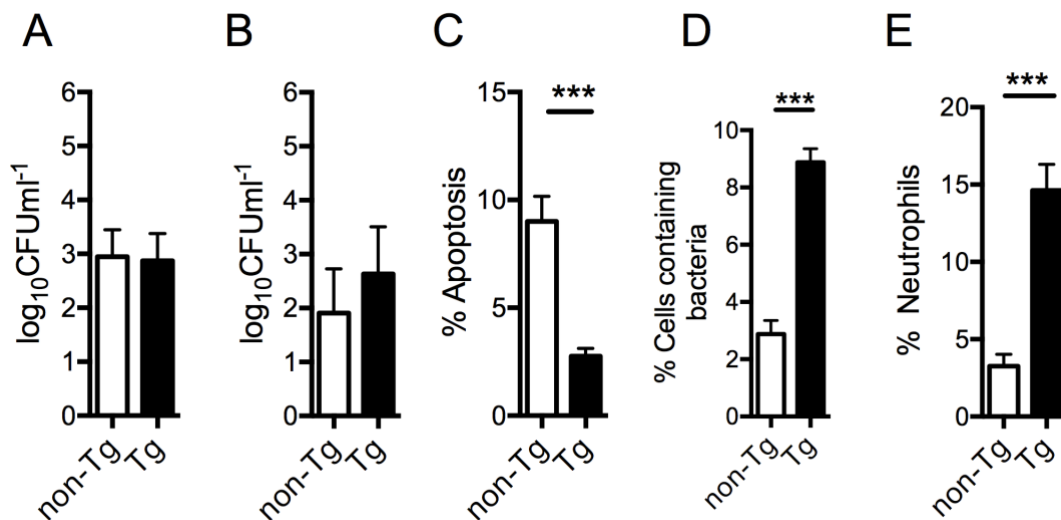 A
B
C
D
E
log₁₀CFUml⁻¹
6
5
4
3
2
1
0
non-Tg
Tg
log₁₀CFUml⁻¹
6
5
4
3
2
1
0
non-Tg
Tg
% Apoptosis
15
10
5
0
***
non-Tg
Tg
% Cells containing
bacteria
10
8
6
4
2
0
***
non-Tg
Tg
% Neutrophils
20
15
10
5
0
***
non-Tg
Tg